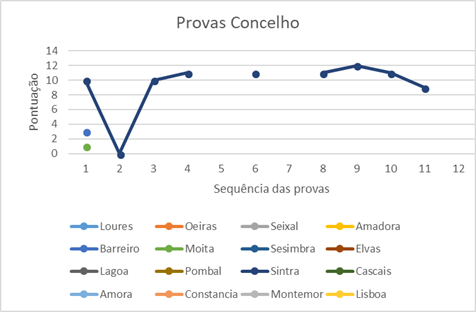 Provas Concelho
14
12
10
8
6
4
2
0
Pontuação
1 2 3 4 5 6 7 8 9 10 11 12
Sequência das provas
Loures Oeiras Seixal Amadora
Barreiro Moita Sesimbra Elvas
Lagoa Pombal Sintra Cascais
Amora Constancia Montemor Lisboa